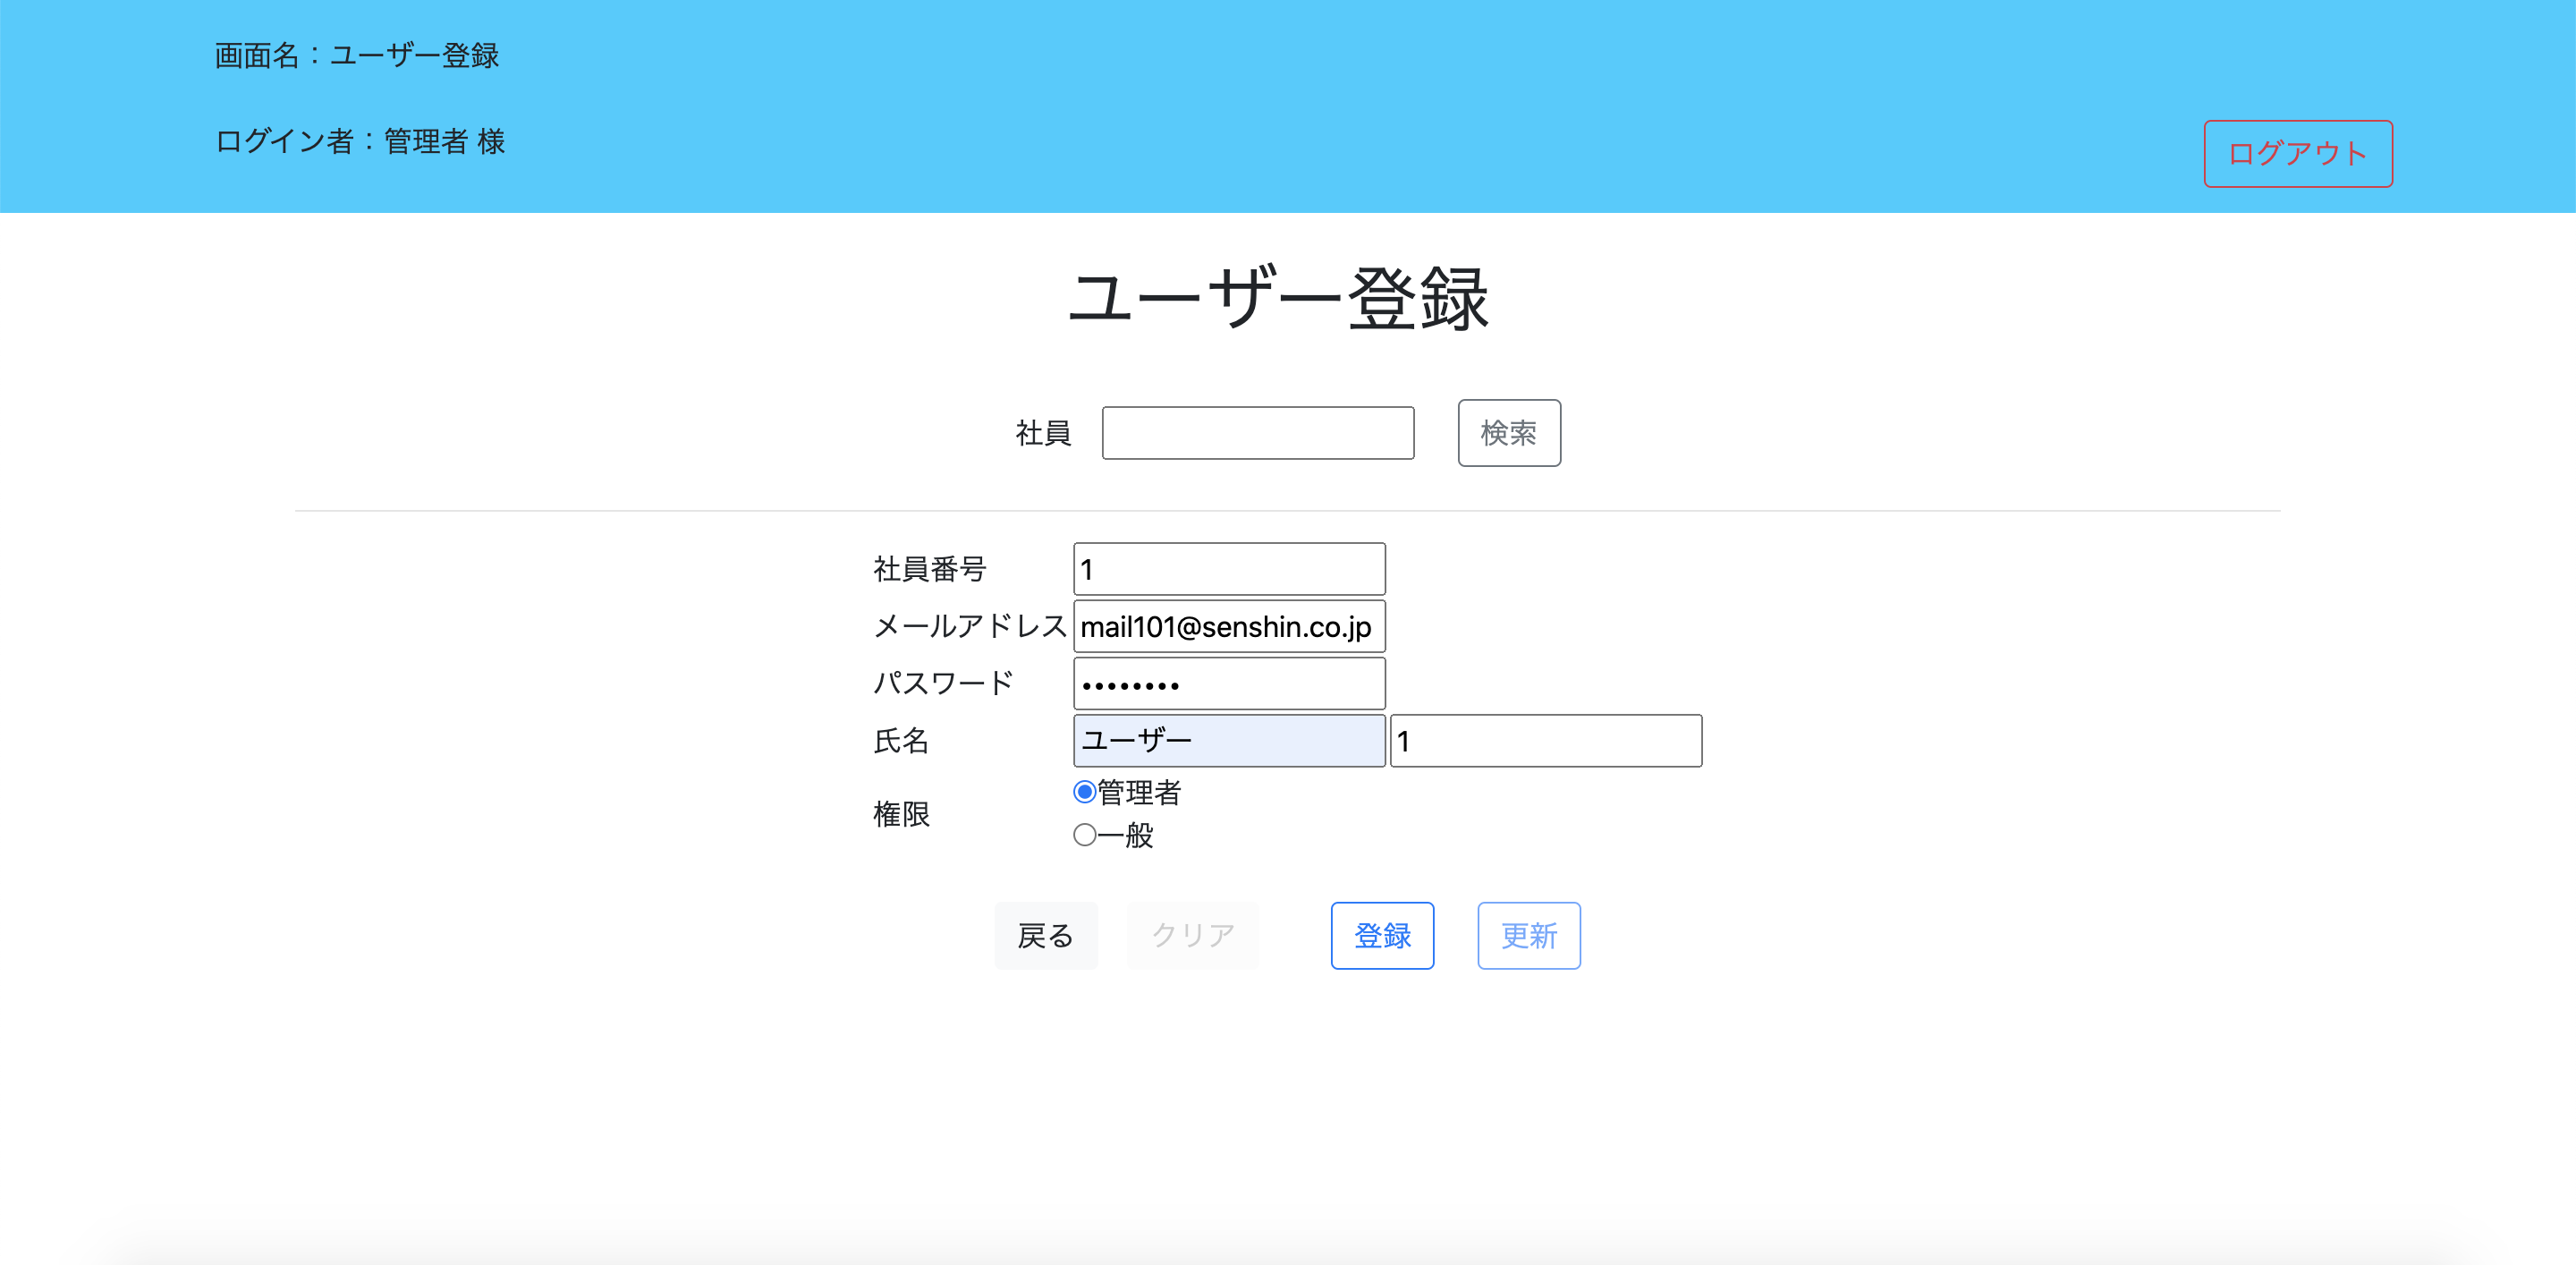 画面名：ユーザー登録
ログイン者：管理者 様
ログアウト
ユーザー登録
社員
検索
社員番号 1
メールアドレス mail101@senshin.co.jp
パスワード ••••••••
氏名 ユーザー 1
権限
管理者
一般
戻る クリア 登録 更新